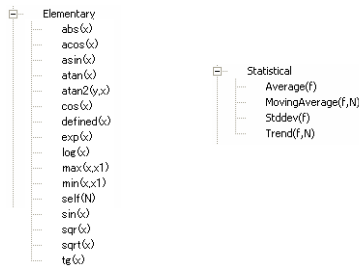 Elementary
abs(x)
acos(x)
asin(x)
atan(x)
atan2(y,x)
cos(x)
defined(x)
exp(x)
log(x)
max(x,x1)
min(x,x1)
self(N)
sin(x)
sqr(x)
sqrt(x)
tg(x)
Statistical
Average(f)
MovingAverage(f,N)
Stddev(f)
Trend(f,N)